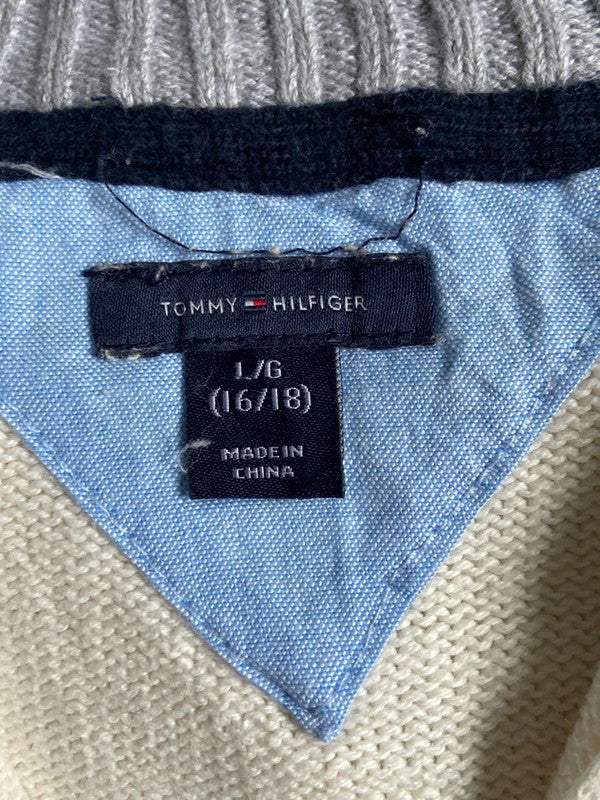 TOMMY HILFIGER
L/G
(16/18)
MADE IN
CHINA